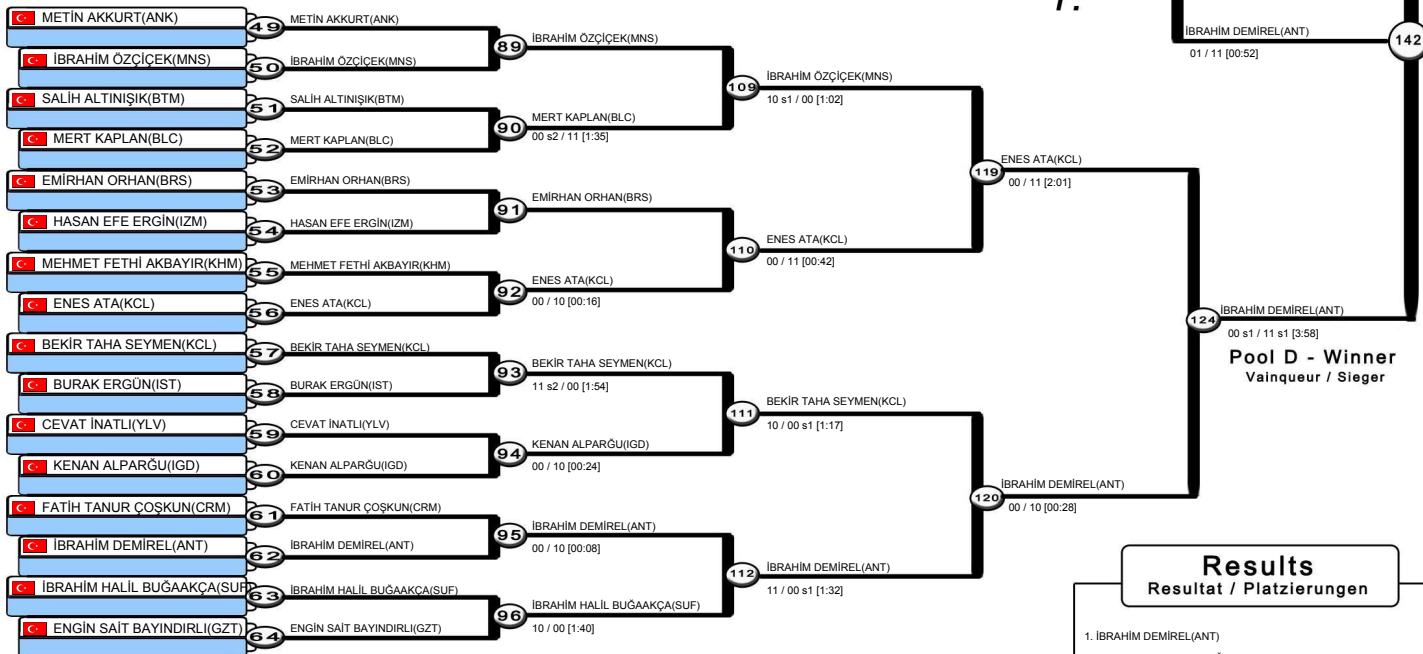 1.
METİN AKKURT(ANK)
İBRAHİM ÖZÇİÇEK(MNS)
SALİH ALTINIŞIK(BTM)
MERT KAPLAN(BLC)
EMİRHAN ORHAN(BRS)
HASAN EFE ERGİN(IZM)
MEHMET FETHİ AKBAYIR(KHM)
ENES ATA(KCL)
BEKİR TAHA SEYMEN(KCL)
BURAK ERGÜN(IST)
CEVAT İNATLI(YLV)
KENAN ALPARĞU(IGD)
FATİH TANUR ÇOŞKUN(CRM)
İBRAHİM DEMİREL(ANT)
İBRAHİM HALİL BUĞAAKÇA(SUF)
ENGİN SAİT BAYINDIRLI(GZT)
49
METİN AKKURT(ANK)
50
İBRAHİM ÖZÇİÇEK(MNS)
51
SALİH ALTINIŞIK(BTM)
52
MERT KAPLAN(BLC)
53
EMİRHAN ORHAN(BRS)
54
HASAN EFE ERGİN(IZM)
55
MEHMET FETHİ AKBAYIR(KHM)
56
ENES ATA(KCL)
57
BEKİR TAHA SEYMEN(KCL)
58
BURAK ERGÜN(IST)
59
CEVAT İNATLI(YLV)
60
KENAN ALPARĞU(IGD)
61
FATİH TANUR ÇOŞKUN(CRM)
62
İBRAHİM DEMİREL(ANT)
63
İBRAHİM HALİL BUĞAAKÇA(SUF)
64
ENGİN SAİT BAYINDIRLI(GZT)
89
İBRAHİM ÖZÇİÇEK(MNS)
90
MERT KAPLAN(BLC)
00 s2 / 11 [1:35]
91
EMİRHAN ORHAN(BRS)
92
ENES ATA(KCL)
00 / 10 [00:16]
93
BEKİR TAHA SEYMEN(KCL)
11 s2 / 00 [1:54]
94
KENAN ALPARĞU(IGD)
00 / 10 [00:24]
95
İBRAHİM DEMİREL(ANT)
00 / 10 [00:08]
96
İBRAHİM HALİL BUĞAAKÇA(SUF)
10 / 00 [1:40]
109
İBRAHİM ÖZÇİÇEK(MNS)
10 s1 / 00 [1:02]
110
ENES ATA(KCL)
00 / 11 [00:42]
111
BEKİR TAHA SEYMEN(KCL)
10 / 00 s1 [1:17]
112
İBRAHİM DEMİREL(ANT)
11 / 00 s1 [1:32]
119
ENES ATA(KCL)
00 / 11 [2:01]
120
İBRAHİM DEMİREL(ANT)
00 / 10 [00:28]
124
İBRAHİM DEMİREL(ANT)
00 s1 / 11 s1 [3:58]
Pool D - Winner
Vainqueur / Sieger
İBRAHİM DEMİREL(ANT)
01 / 11 [00:52]
142
Results
Resultat / Platzierungen
1. İBRAHİM DEMİREL(ANT)